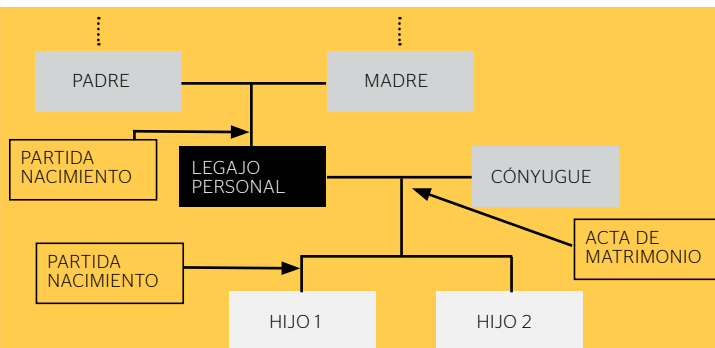 PADRE
MADRE
PARTIDA
NACIMIENTO
LEGAJO
PERSONAL
CÓNYUGUE
ACTA DE
MATRIMONIO
PARTIDA
NACIMIENTO
HIJO 1
HIJO 2